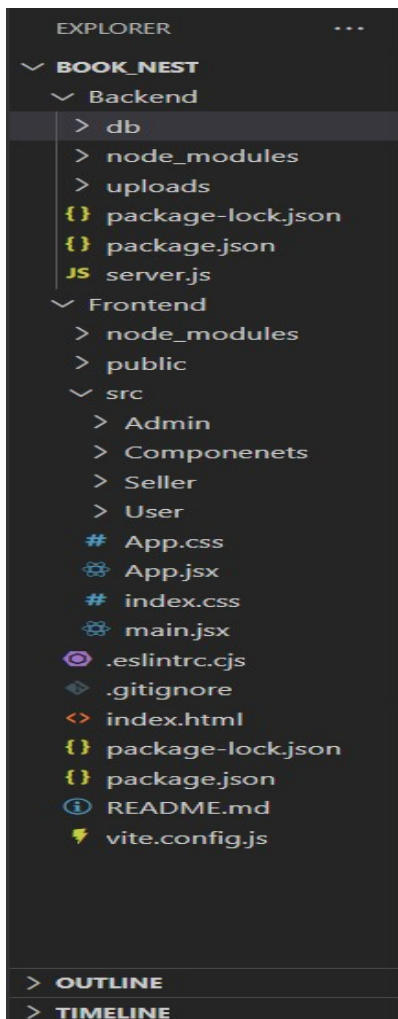 EXPLORER ...
BOOK_NEST
Backend
db
node_modules
uploads
{} package-lock.json
{} package.json
JS server.js
Frontend
node_modules
public
src
Admin
Componenets
Seller
User
# App.css
App.jsx
# index.css
main.jsx
.eslintrc.cjs
.gitignore
<> index.html
{} package-lock.json
{} package.json
README.md
vite.config.js
OUTLINE
TIMELINE